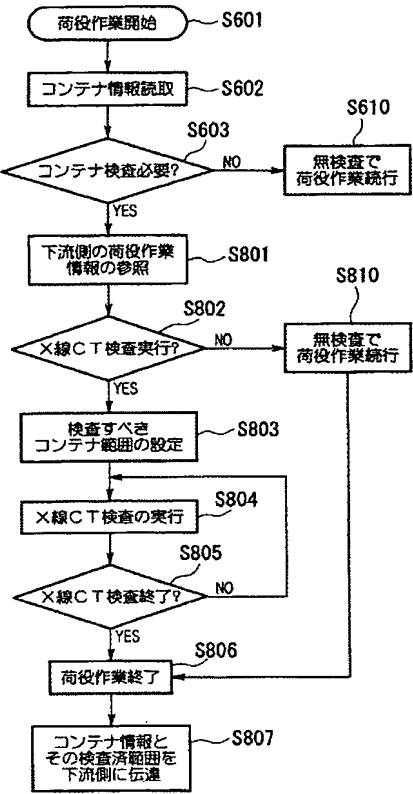 荷役作業開始
S601
コンテナ情報読取
S602
S603
コンテナ検査必要?
NO
S610
無検査で
荷役作業続行
YES
下流側の荷役作業
情報の参照
S801
S802
X線CT検査実行?
NO
S810
無検査で
荷役作業続行
YES
検査すべき
コンテナ範囲の設定
S803
X線CT検査の実行
S804
S805
X線CT検査終了?
NO
YES
荷役作業終了
S806
コンテナ情報と
その検査済範囲を
下流側に伝達
S807